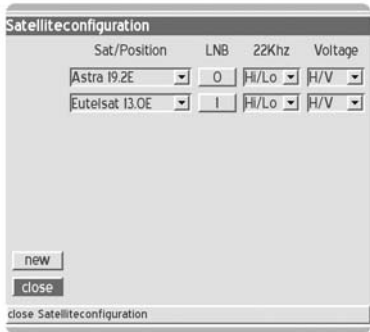 Satelliteconfiguration
Sat/Position LNB 22Khz Voltage
Astra 19.2E 0 Hi/Lo H/V
Eutelsat 13.0E 1 Hi/Lo H/V
new
close
close Satelliteconfiguration